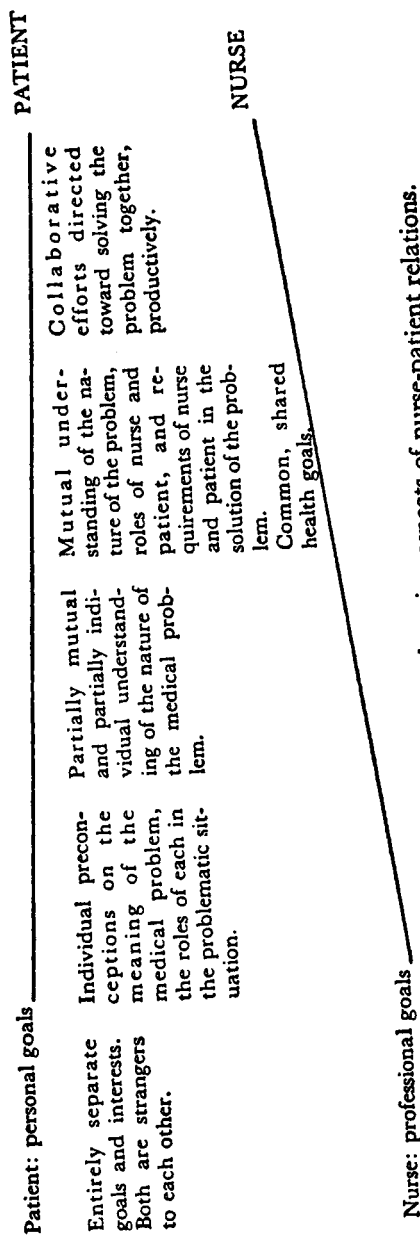 Patient: personal goals
PATIENT
Entirely separate
goals and interests.
Both are strangers
to each other.
Individual precon-
ceptions on the
meaning of the
medical problem,
the roles of each in
the problematic sit-
uation.
Partially mutual
and partially indi-
vidual understand-
ing of the nature of
the medical prob-
lem.
Mutual under-
standing of the na-
ture of the problem,
roles of nurse and
patient, and re-
quirements of nurse
and patient in the
solution of the prob-
lem.
Common, shared
health goals.
Collaborative
efforts directed
toward solving the
problem together,
productively.
NURSE
Nurse: professional goals
aspects of nurse-patient relations.